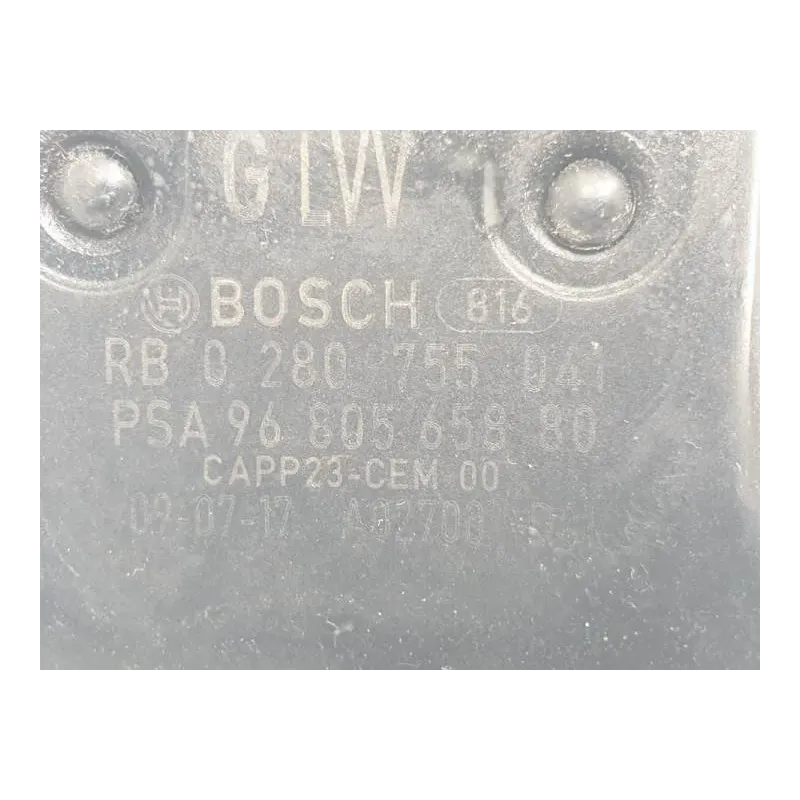 GLW
BOSCH 816
RB 0 280 755 041
PSA 96 805 658 80
CAPP23-CEM 00
09-07-17